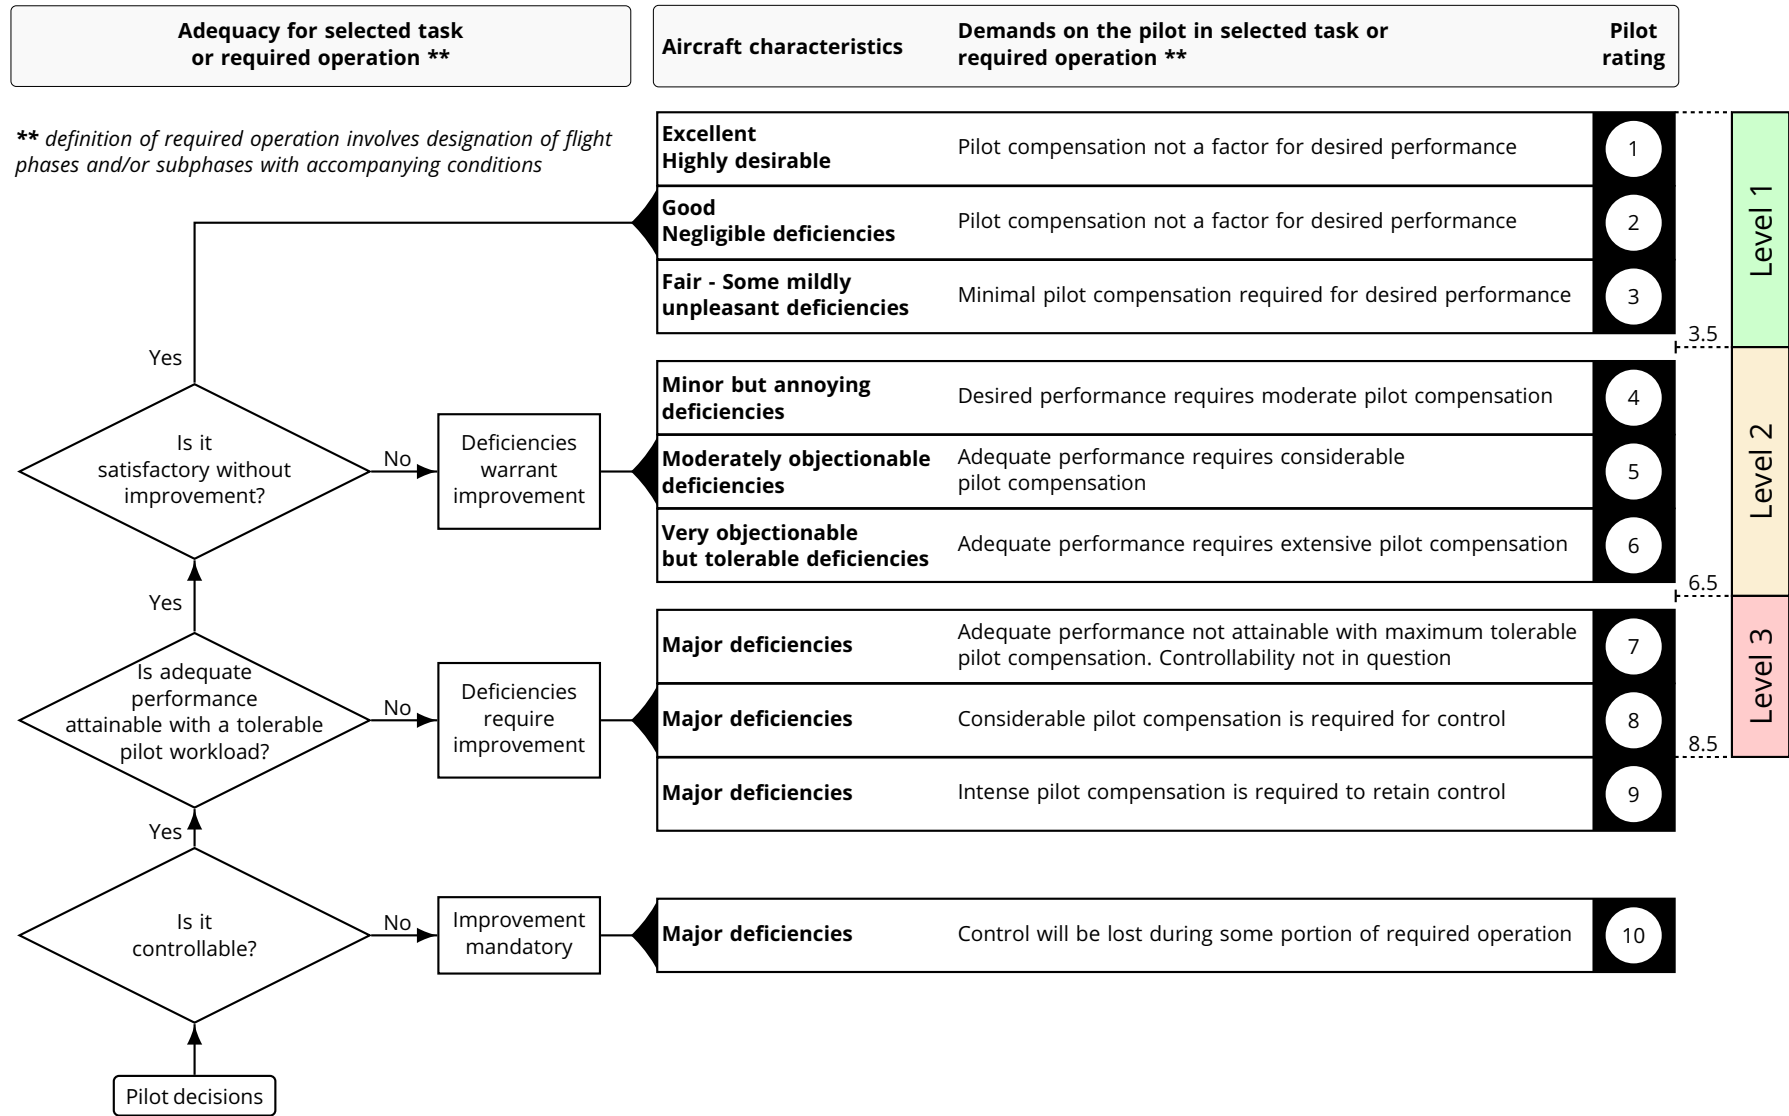 Adequacy for selected task
or required operation **
Aircraft characteristics
Demands on the pilot in selected task or
required operation **
Pilot
rating
** definition of required operation involves designation of flight
phases and/or subphases with accompanying conditions
Excellent
Highly desirable
Pilot compensation not a factor for desired performance
1
Good
Negligible deficiencies
Pilot compensation not a factor for desired performance
2
Fair - Some mildly
unpleasant deficiencies
Minimal pilot compensation required for desired performance
3
Level 1
3.5
Yes
Is it
satisfactory without
improvement?
No
Deficiencies
warrant
improvement
Minor but annoying
deficiencies
Desired performance requires moderate pilot compensation
4
Moderately objectionable
deficiencies
Adequate performance requires considerable
pilot compensation
5
Very objectionable
but tolerable deficiencies
Adequate performance requires extensive pilot compensation
6
Level 2
6.5
Yes
Is adequate
performance
attainable with a tolerable
pilot workload?
No
Deficiencies
require
improvement
Major deficiencies
Adequate performance not attainable with maximum tolerable
pilot compensation. Controllability not in question
7
Major deficiencies
Considerable pilot compensation is required for control
8
Level 3
8.5
Major deficiencies
Intense pilot compensation is required to retain control
9
Yes
Is it
controllable?
No
Improvement
mandatory
Major deficiencies
Control will be lost during some portion of required operation
10
Pilot decisions